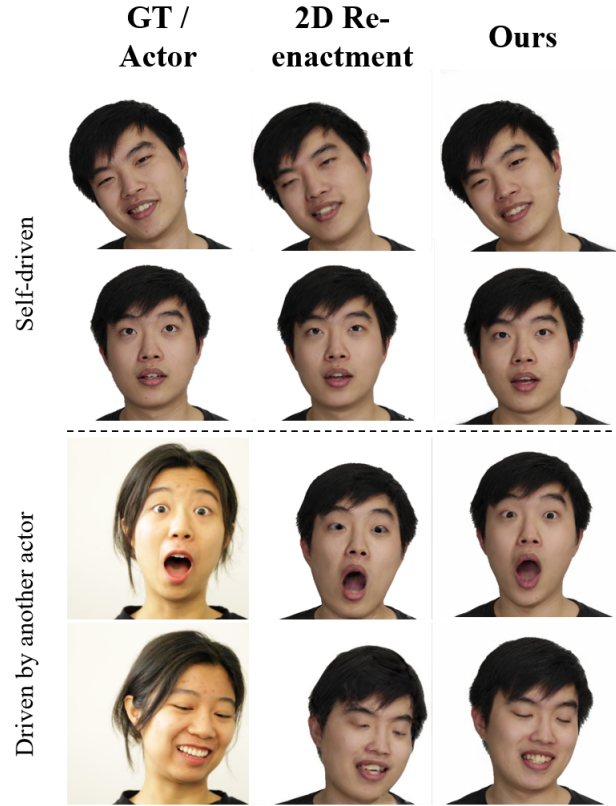 GT /
Actor
2D Re-
enactment
Ours
Self-driven
Driven by another actor